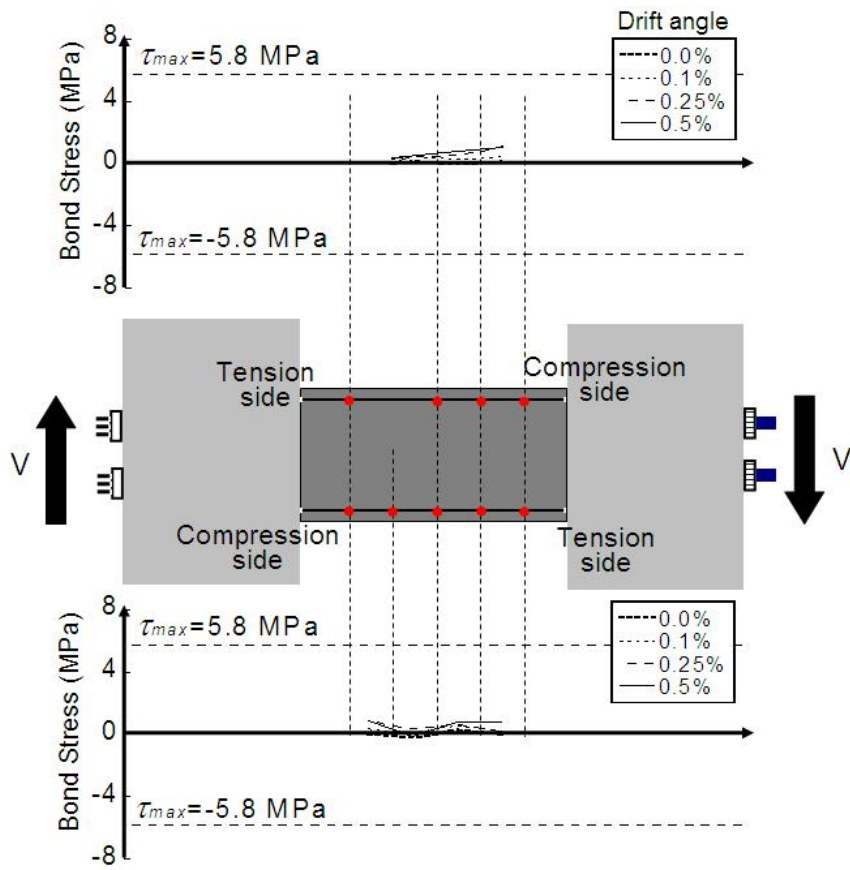 Drift angle
0.0%
0.1%
0.25%
0.5%
Bond Stress (MPa)
8
4
0
-4
-8
τmax=5.8 MPa
τmax=-5.8 MPa
Tension
side
Compression
side
V
V
Compression
side
Tension
side
Bond Stress (MPa)
8
4
0
-4
-8
τmax=5.8 MPa
τmax=-5.8 MPa
0.0%
0.1%
0.25%
0.5%